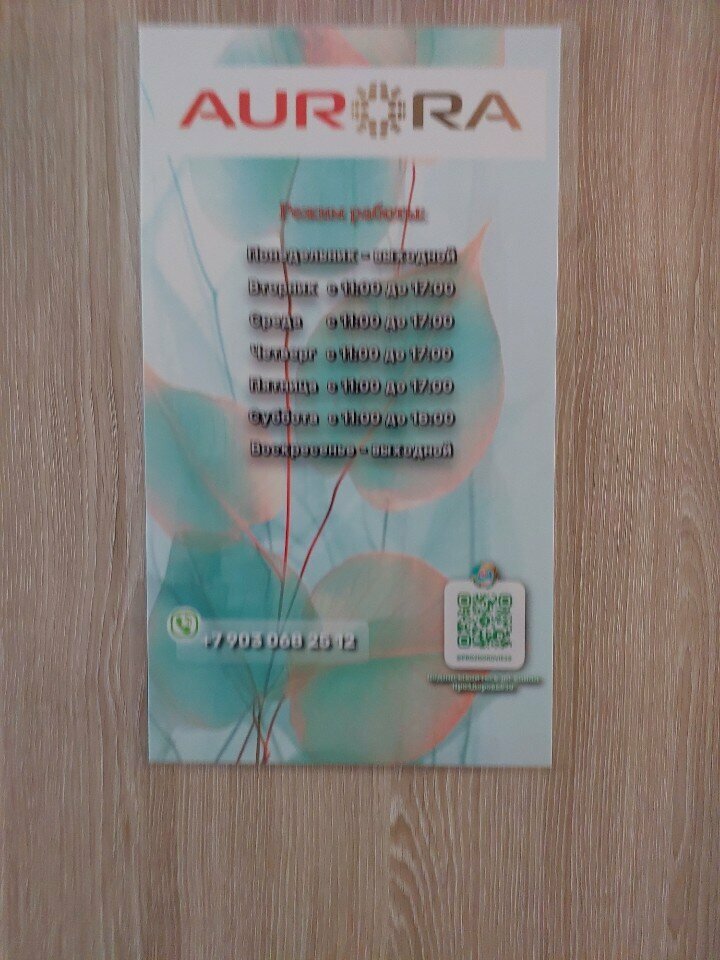 AURORA
Режим работы:
Понедельник - выходной
Вторник с 11:00 до 17:00
Среда с 11:00 до 17:00
Четверг с 11:00 до 17:00
Пятница с 11:00 до 17:00
Суббота с 11:00 до 16:00
Воскресенье - выходной
+7 903 068 25 12